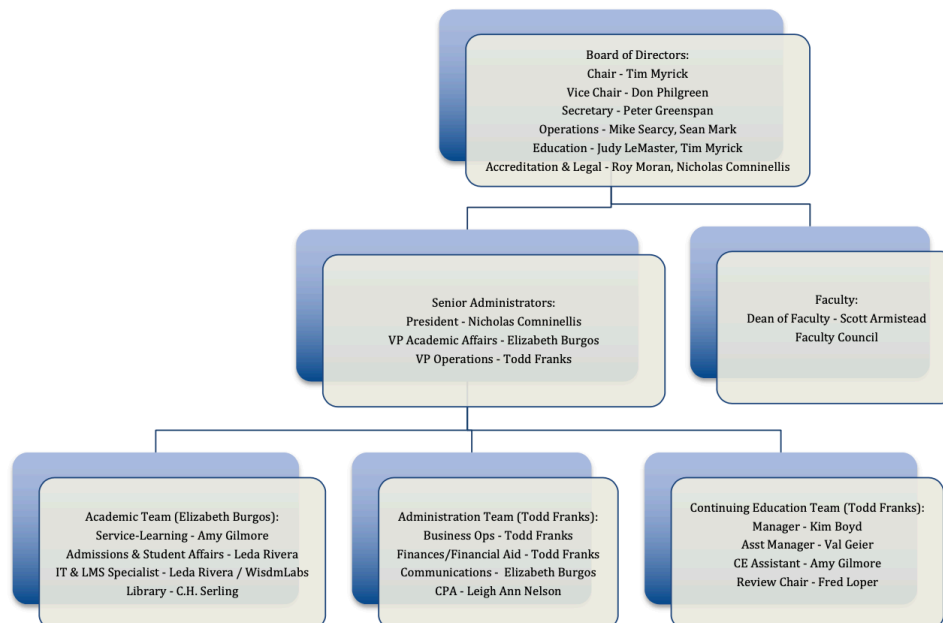 Board of Directors:
Chair - Tim Myrick
Vice Chair - Don Philgreen
Secretary - Peter Greenspan
Operations - Mike Searcy, Sean Mark
Education - Judy LeMaster, Tim Myrick
Accreditation & Legal - Roy Moran, Nicholas Comninellis
Senior Administrators:
President - Nicholas Comninellis
VP Academic Affairs - Elizabeth Burgos
VP Operations - Todd Franks
Faculty:
Dean of Faculty - Scott Armistead
Faculty Council
Academic Team (Elizabeth Burgos):
Service-Learning - Amy Gilmore
Admissions & Student Affairs - Leda Rivera
IT & LMS Specialist - Leda Rivera / WisdmLabs
Library - C.H. Serling
Administration Team (Todd Franks):
Business Ops - Todd Franks
Finances/Financial Aid - Todd Franks
Communications - Elizabeth Burgos
CPA - Leigh Ann Nelson
Continuing Education Team (Todd Franks):
Manager - Kim Boyd
Asst Manager - Val Geier
CE Assistant - Amy Gilmore
Review Chair - Fred Loper